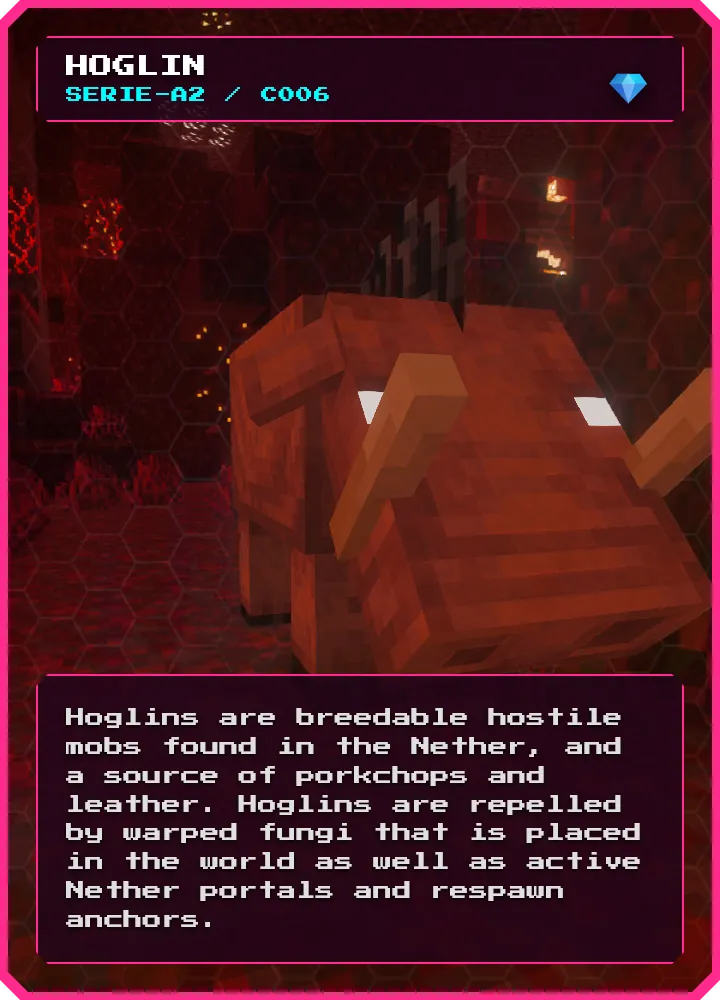 HOGLIN
SERIE-A2 / C006
Hoglins are breedable hostile
mobs found in the Nether, and
a source of porkchops and
leather. Hoglins are repelled
by warped fungi that is placed
in the world as well as active
Nether portals and respawn
anchors.